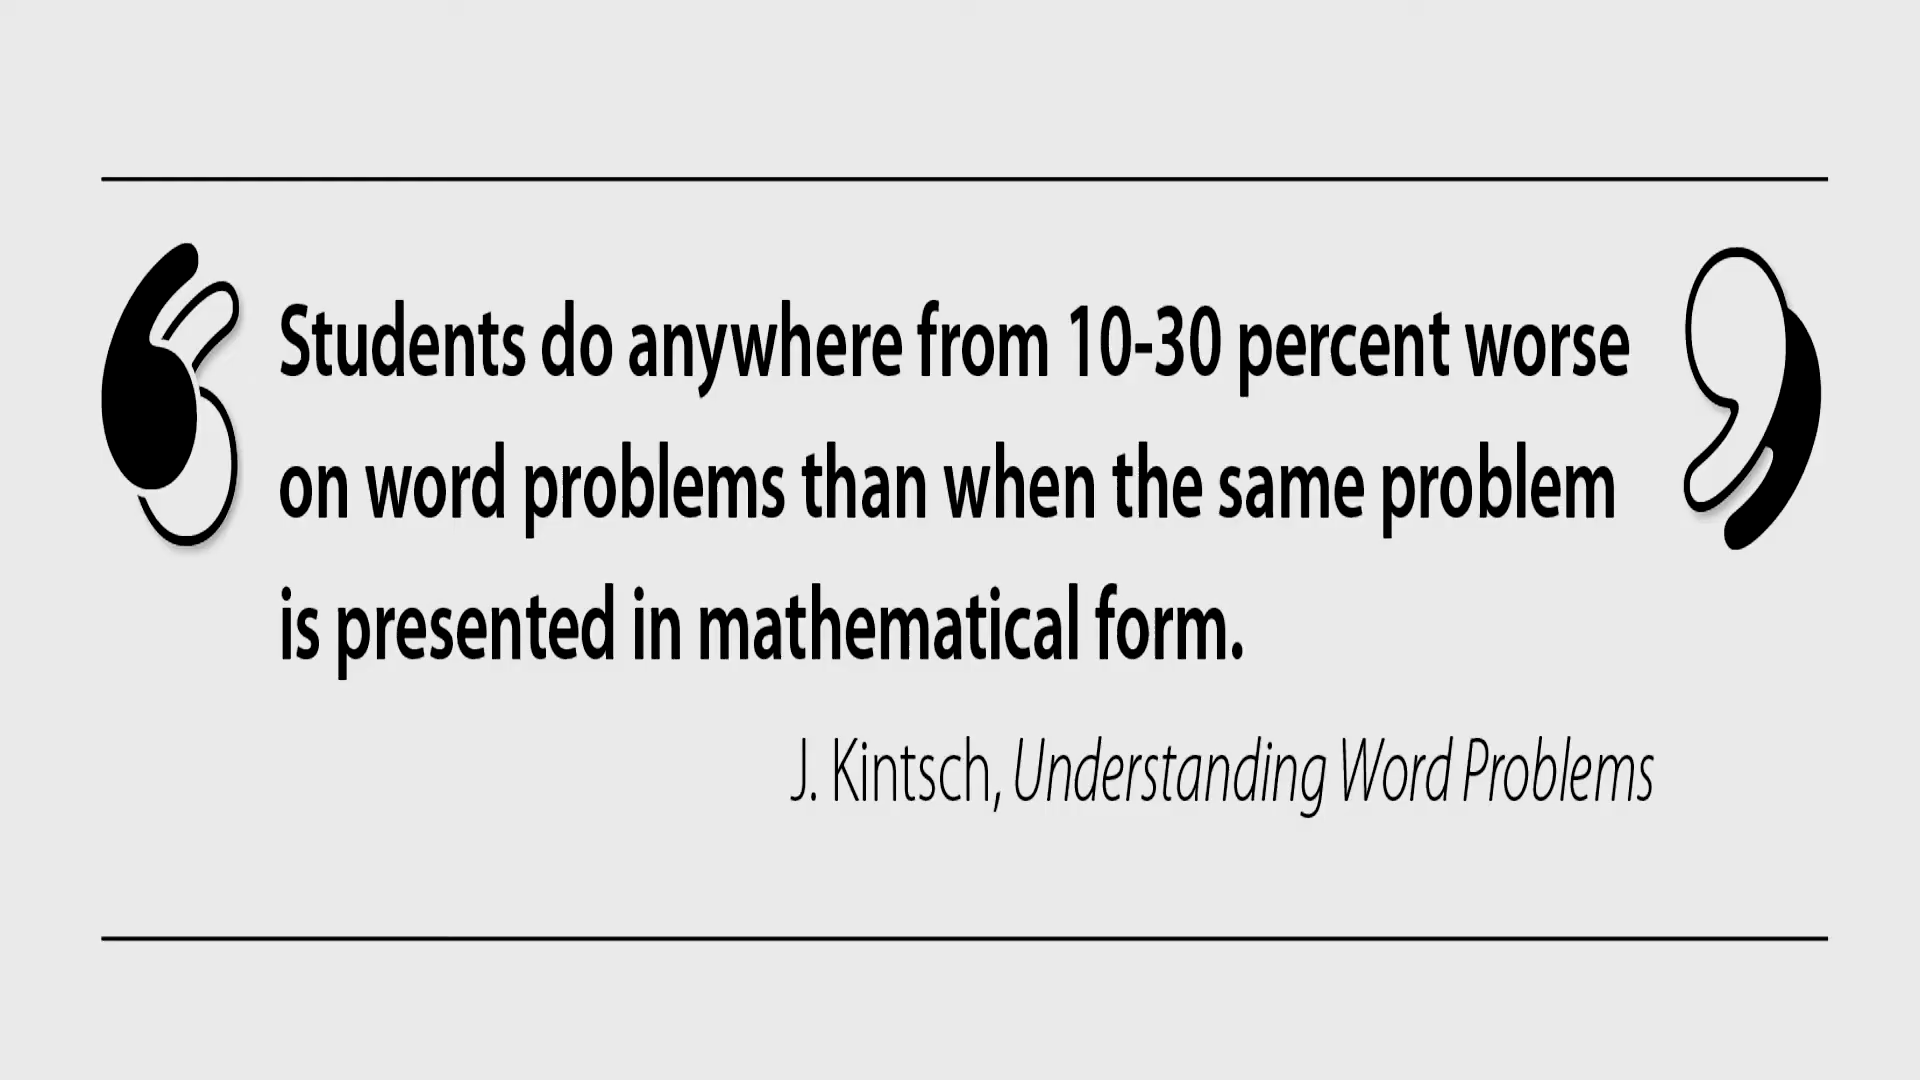 Students do anywhere from 10-30 percent worse
on word problems than when the same problem
is presented in mathematical form.
J. Kintsch, Understanding Word Problems